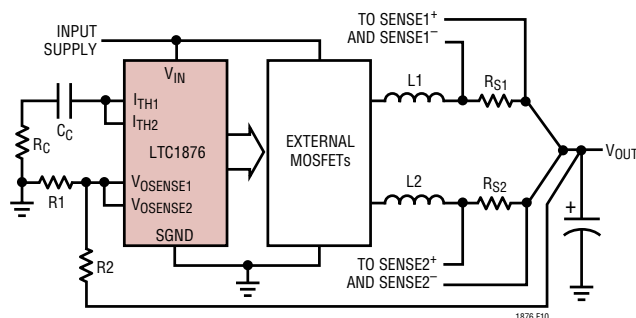 TO SENSE1+
AND SENSE1–
INPUT
SUPPLY
VIN
L1
RS1
ITH1
ITH2
CC
RC
LTC1876
EXTERNAL
MOSFETs
VOUT
R1
VOSENSE1
VOSENSE2
L2
RS2
+
SGND
R2
TO SENSE2+
AND SENSE2–
1876 F10